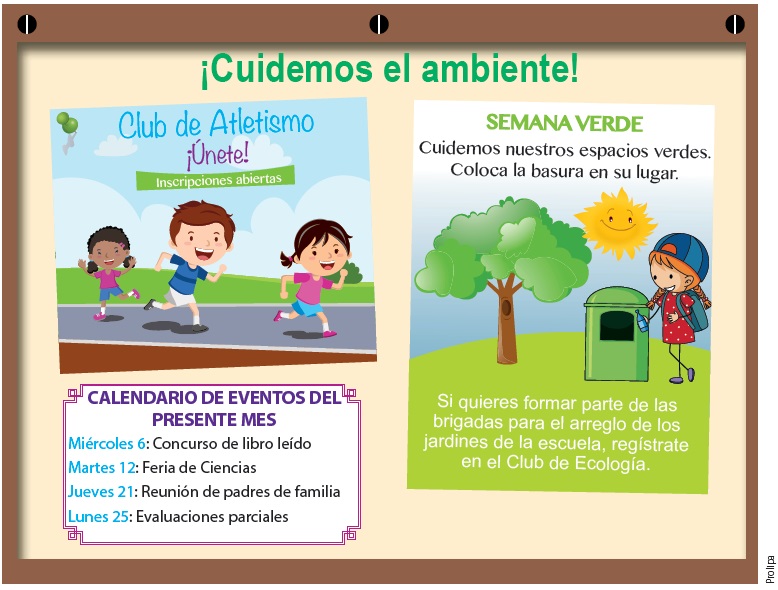 ¡Cuidemos el ambiente!
Club de Atletismo
¡Únete!
Inscripciones abiertas
SEMANA VERDE
Cuidemos nuestros espacios verdes.
Coloca la basura en su lugar.
Si quieres formar parte de las
brigadas para el arreglo de los
jardines de la escuela, regístrate
en el Club de Ecología.
CALENDARIO DE EVENTOS DEL
PRESENTE MES
Miércoles 6: Concurso de libro leído
Martes 12: Feria de Ciencias
Jueves 21: Reunión de padres de familia
Lunes 25: Evaluaciones parciales
Prolipa